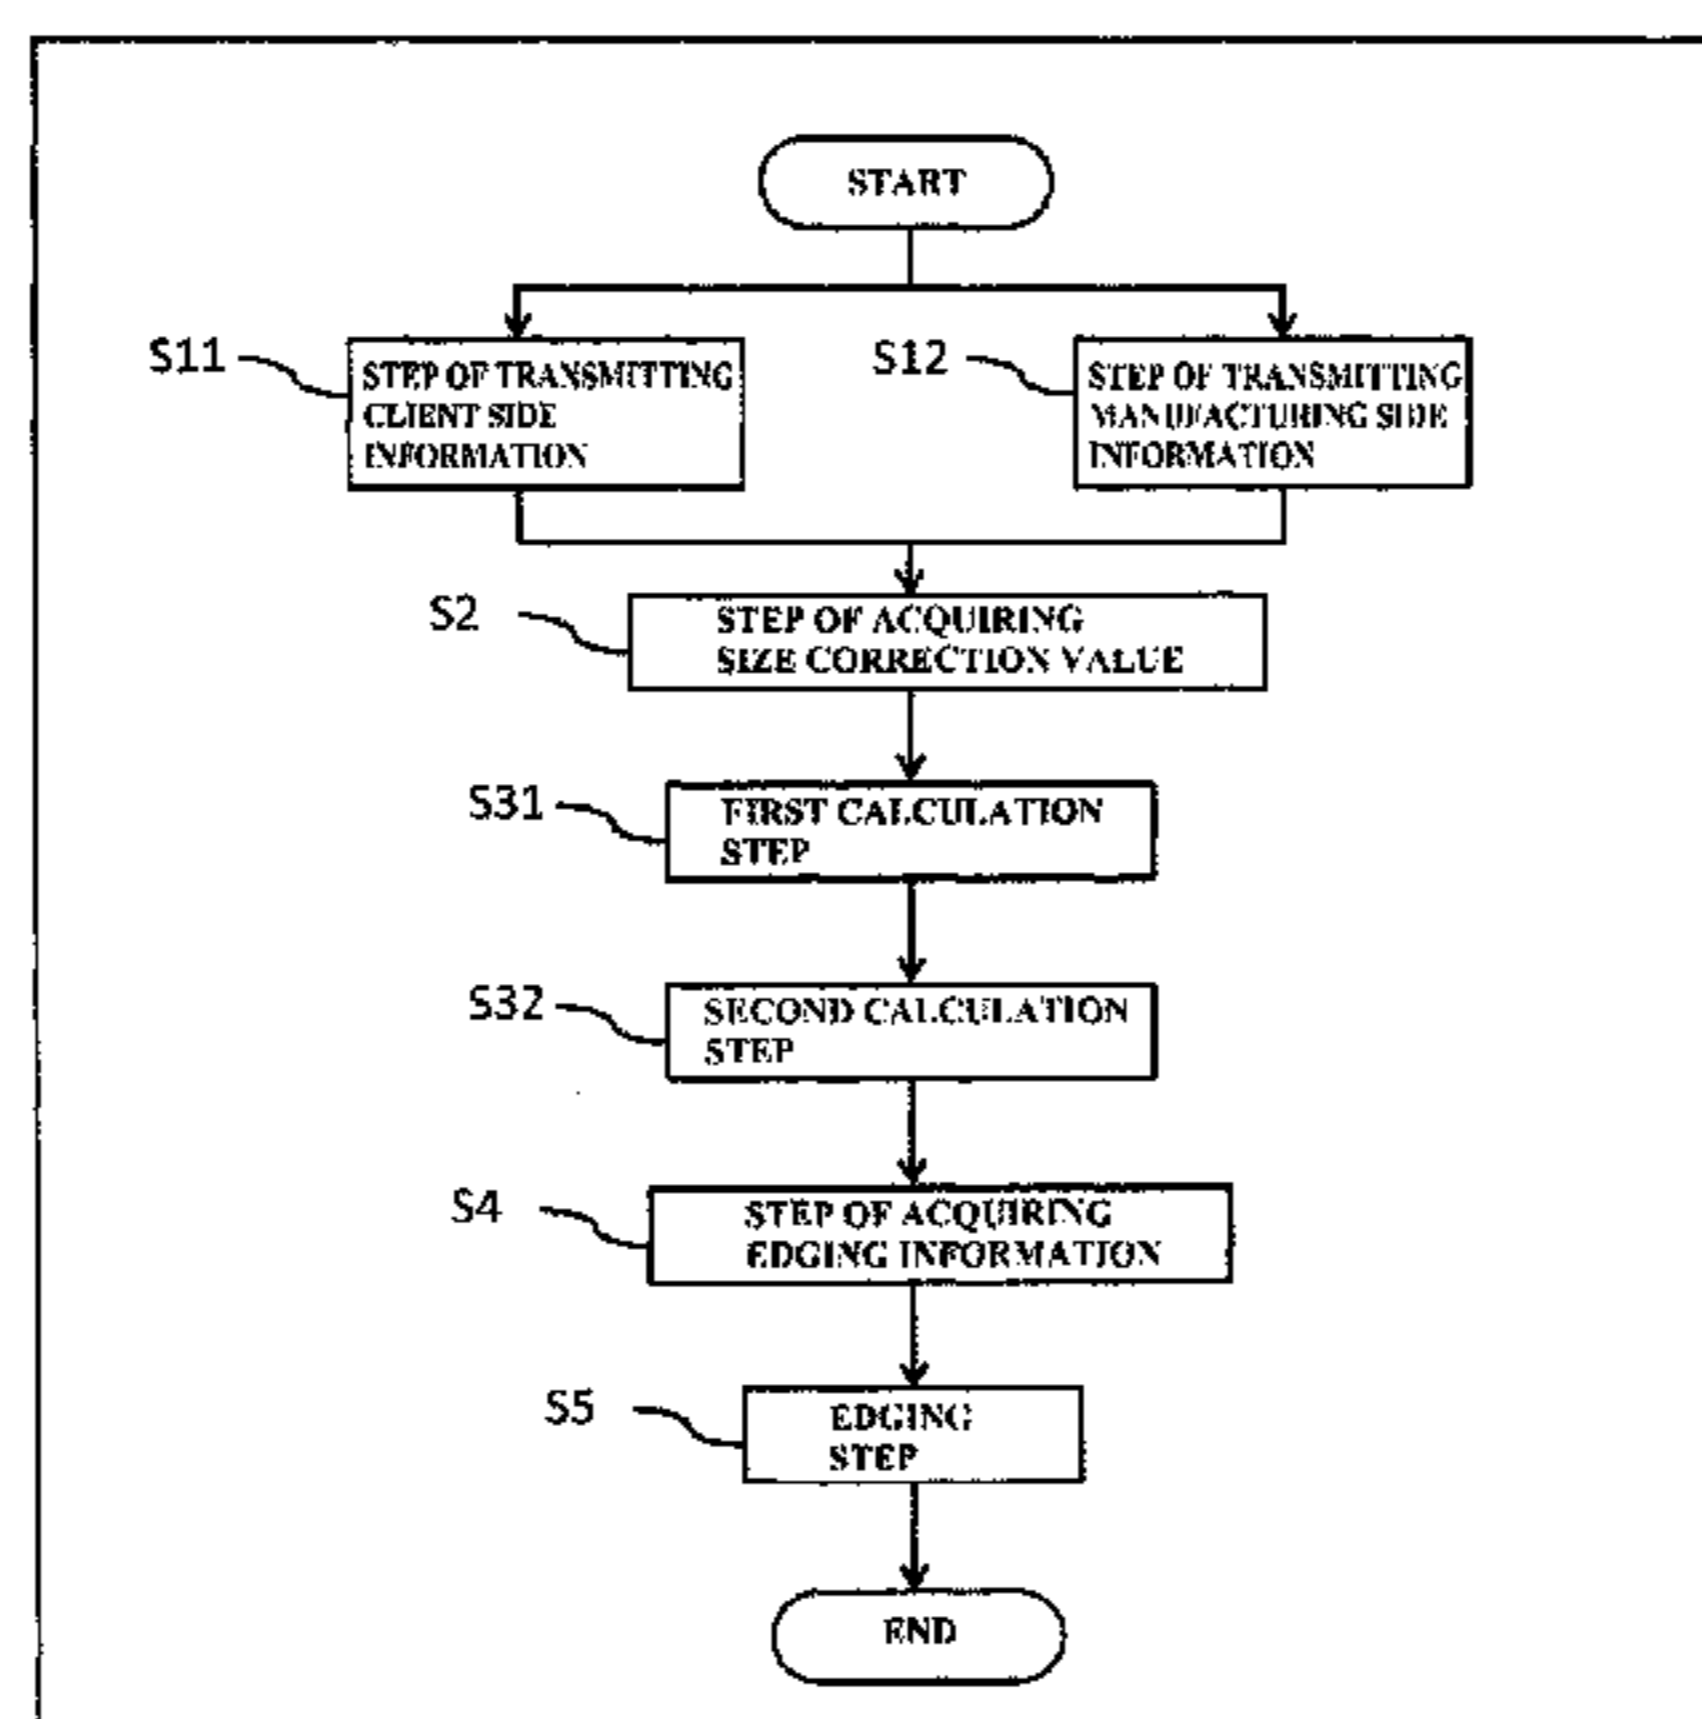 START
S11
STEP OF TRANSMITTING
CLIENT SIDE
INFORMATION
S12
STEP OF TRANSMITTING
MANUFACTURING SIDE
INFORMATION
S2
STEP OF ACQUIRING
SIZE CORRECTION VALUE
S31
FIRST CALCULATION
STEP
S32
SECOND CALCULATION
STEP
S4
STEP OF ACQUIRING
EDGING INFORMATION
S5
EDGING
STEP
END